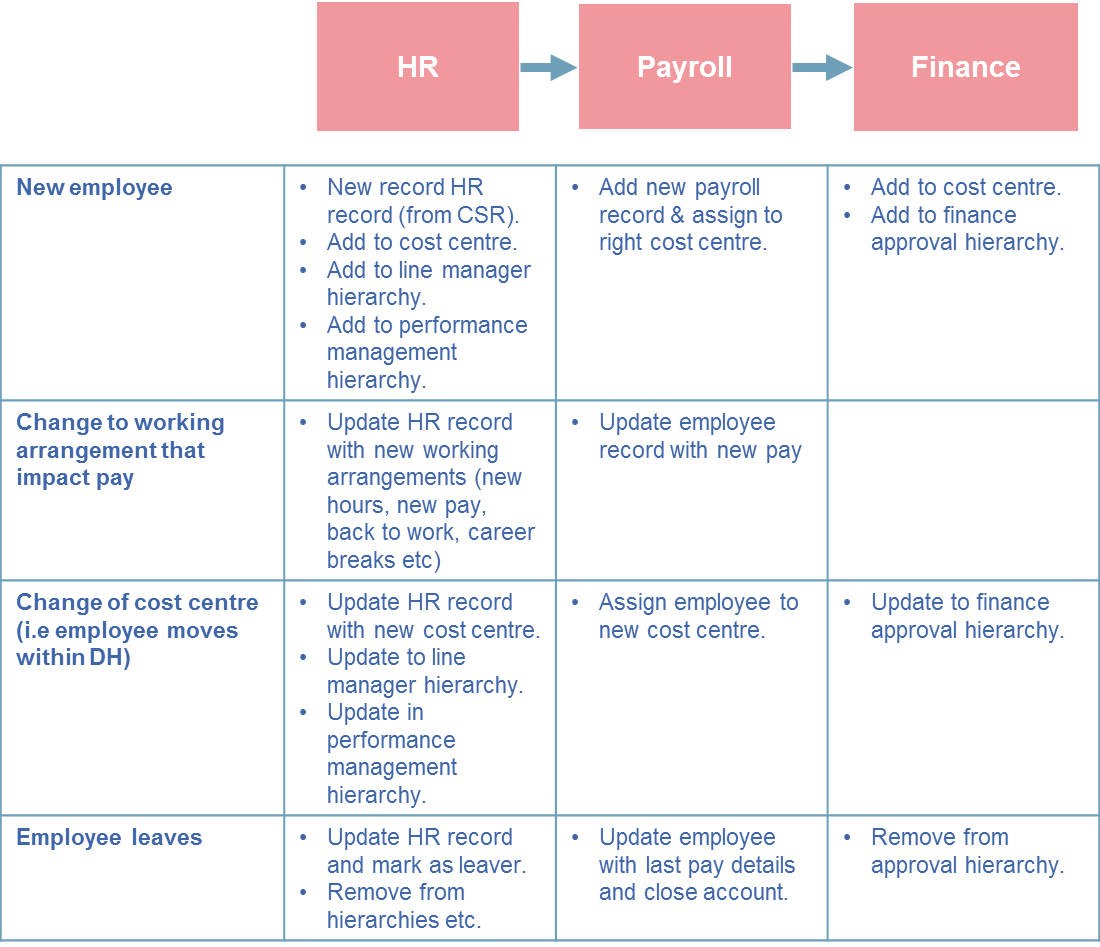 HR
Payroll
Finance
New employee
• New record HR
record (from CSR).
• Add to cost centre.
• Add to line manager
hierarchy.
• Add to performance
management
hierarchy.
• Add new payroll
record & assign to
right cost centre.
• Add to cost centre.
• Add to finance
approval hierarchy.
Change to working
arrangement that
impact pay
• Update HR record
with new working
arrangements (new
hours, new pay,
back to work, career
breaks etc)
• Update employee
record with new pay
Change of cost centre
(i.e employee moves
within DH)
• Update HR record
with new cost centre.
• Update to line
manager hierarchy.
• Update in
performance
management
hierarchy.
• Assign employee to
new cost centre.
• Update to finance
approval hierarchy.
Employee leaves
• Update HR record
and mark as leaver.
• Remove from
hierarchies etc.
• Update employee
with last pay details
and close account.
• Remove from
approval hierarchy.